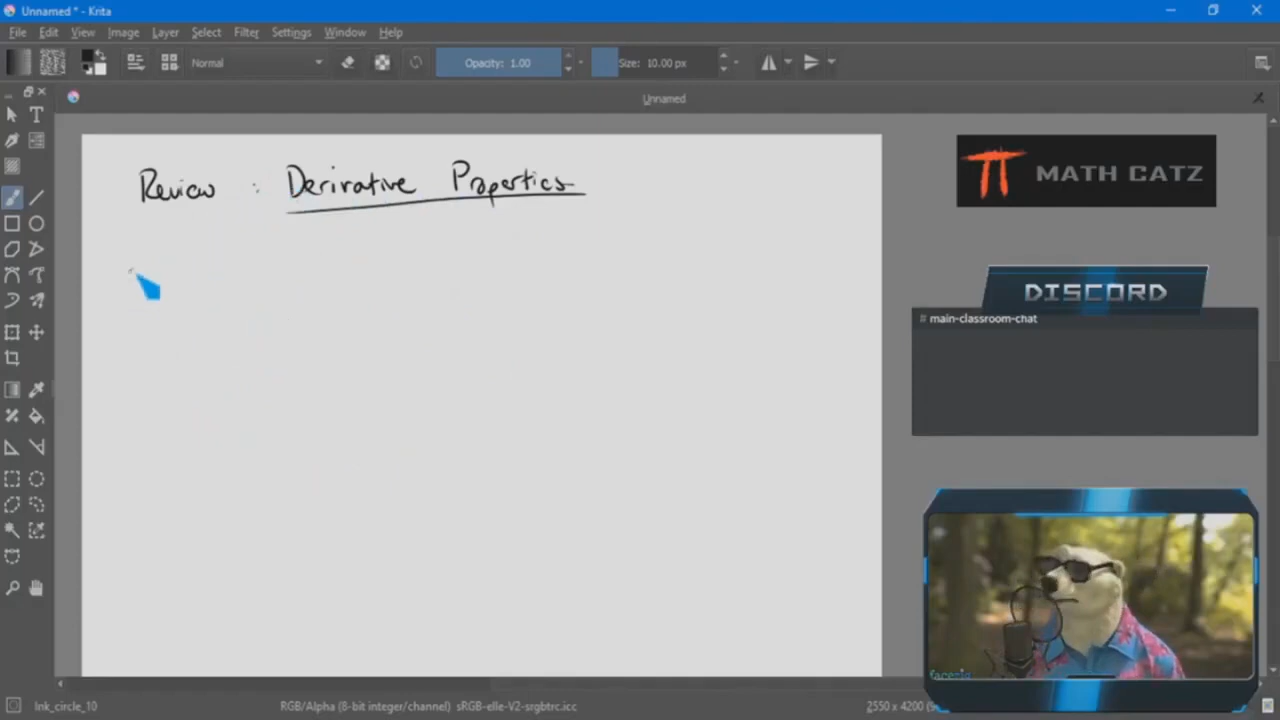 Unnamed * - Krita
File Edit View Image Layer Select Filter Settings Window Help
Normal Opacity: 1.00 Size: 10.00 px
Unnamed
Review : Derivative Properties
MATH CATZ
DISCORD
# main-classroom-chat
facerig
Ink_circle_10 RGB/Alpha (8-bit integer/channel) sRGB-elle-V2-srgbtrc.icc 2550 x 4200